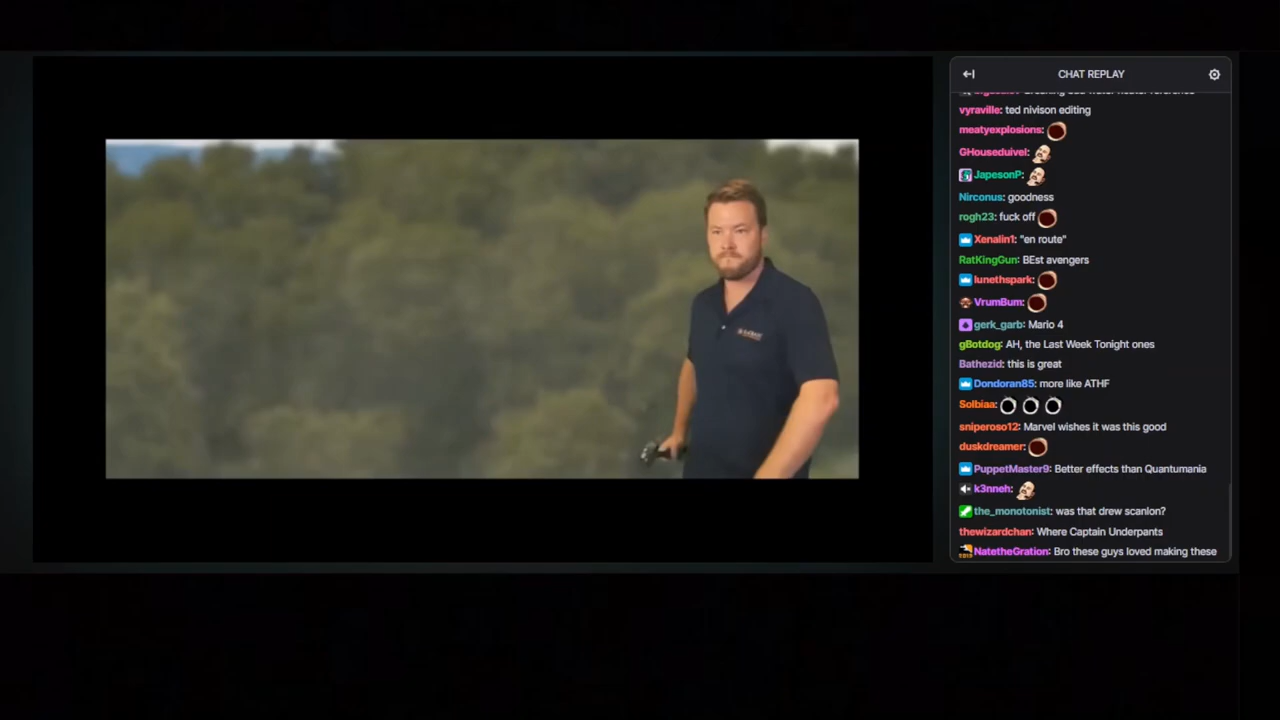 CHAT REPLAY
vyraville: ted nivison editing
meatyexplosions:
GHouseduivel:
JapesonP:
Nirconus: goodness
rogh23: fuck off
Xenalin1: "en route"
RatKingGun: BEst avengers
lunethspark:
VrumBum:
gerk_garb: Mario 4
gBotdog: AH, the Last Week Tonight ones
Bathezid: this is great
Dondoran85: more like ATHF
Solbiaa:
sniperoso12: Marvel wishes it was this good
duskdreamer:
PuppetMaster9: Better effects than Quantumania
k3nneh:
the_monotonist: was that drew scanlon?
thewizardchan: Where Captain Underpants
NatetheGration: Bro these guys loved making these